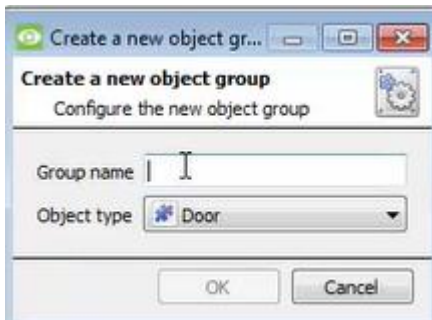 Create a new object gr...
Create a new object group
Configure the new object group
Group name
Object type Door
OK Cancel